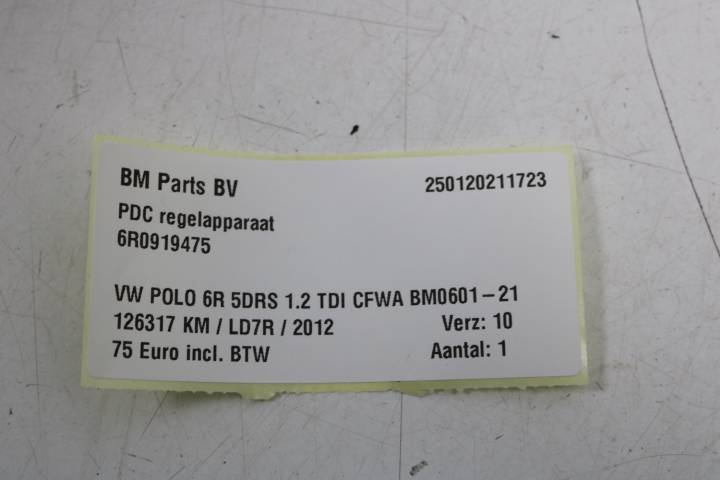 BM Parts BV 250120211723
PDC regelapparaat
6R0919475
VW POLO 6R 5DRS 1.2 TDI CFWA BM0601-21
126317 KM / LD7R / 2012 Verz: 10
75 Euro incl. BTW Aantal: 1